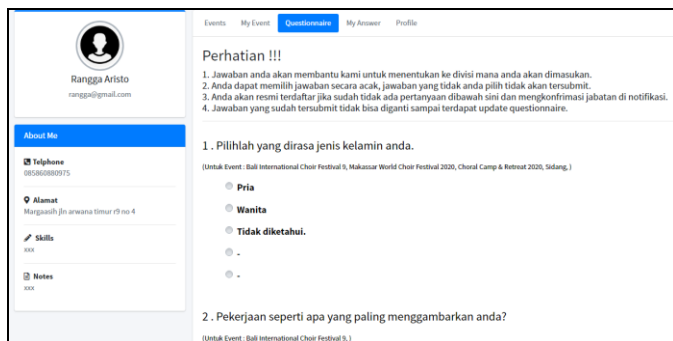 Rangga Aristo
rangga@gmail.com
About Me
Telphone
085860880975
Alamat
Margaasih jln arwana timur r9 no 4
Skills
xxx
Notes
xxx
Events My Event Questionnaire My Answer Profile
Perhatian !!!
1. Jawaban anda akan membantu kami untuk menentukan ke divisi mana anda akan dimasukan.
2. Anda dapat memilih jawaban secara acak, jawaban yang tidak anda pilih tidak akan tersubmit.
3. Anda akan resmi terdaftar jika sudah tidak ada pertanyaan dibawah sini dan mengkonfrimasi jabatan di notifikasi.
4. Jawaban yang sudah tersubmit tidak bisa diganti sampai terdapat update questionnaire.
1 . Pilihlah yang dirasa jenis kelamin anda.
(Untuk Event : Bali International Choir Festival 9, Makassar World Choir Festival 2020, Choral Camp & Retreat 2020, Sidang, )
Pria
Wanita
Tidak diketahui.
-
-
2 . Pekerjaan seperti apa yang paling menggambarkan anda?
(Untuk Event : Bali International Choir Festival 9, )